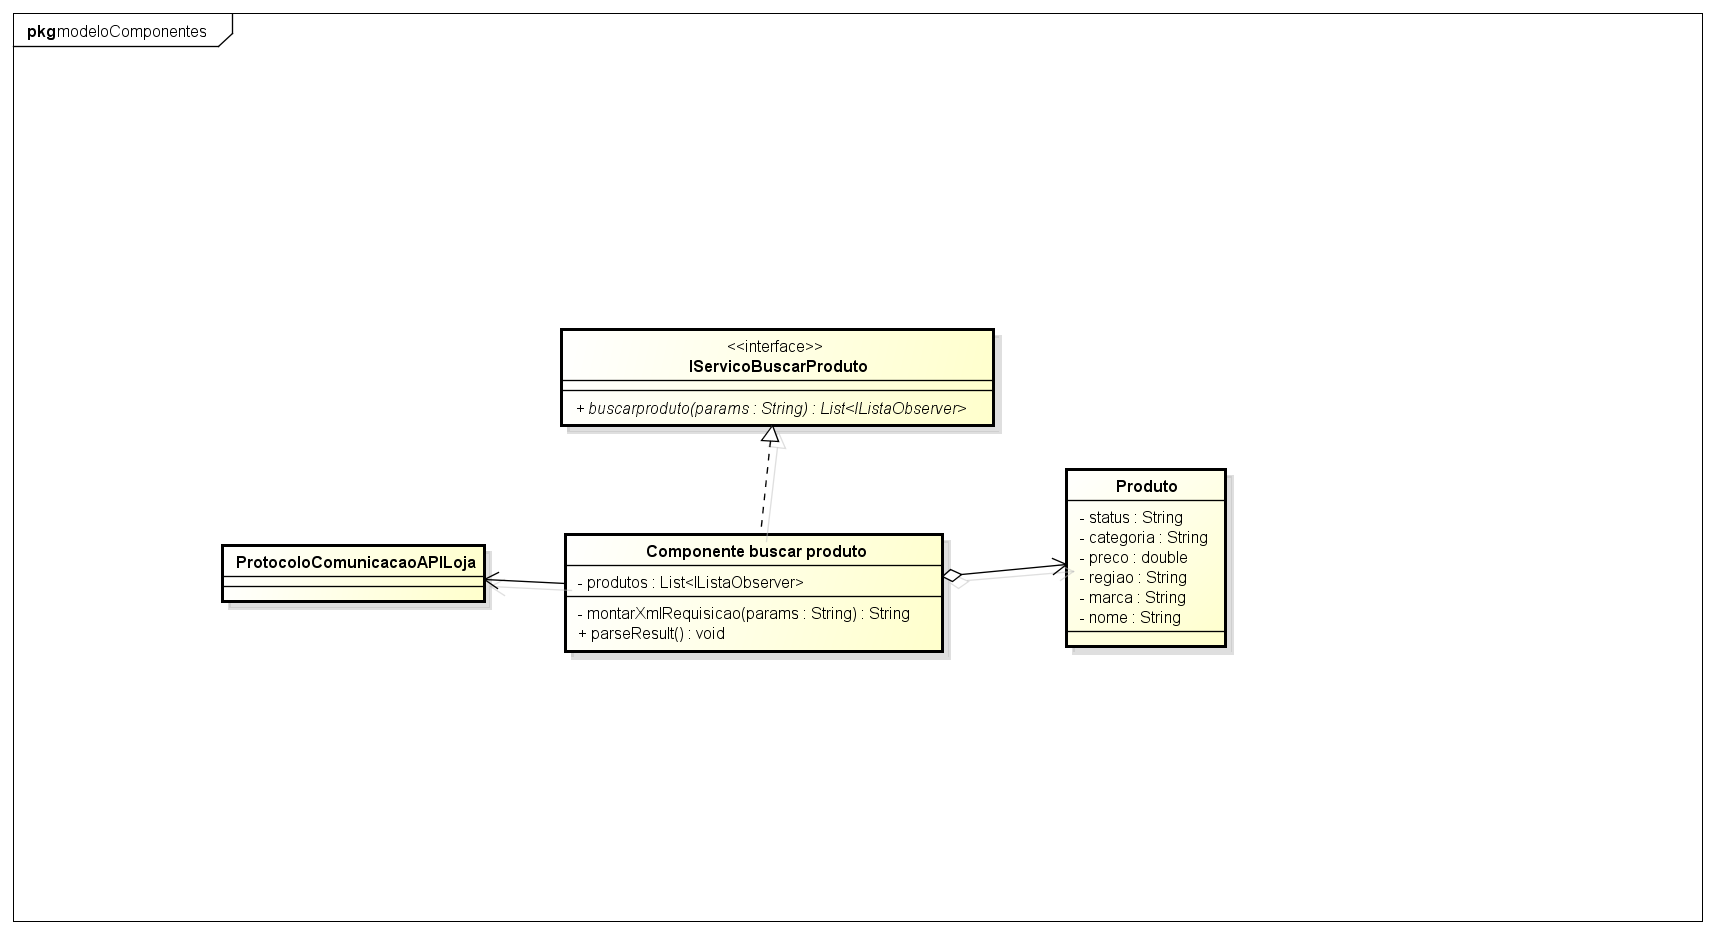 pkg modeloComponentes
<<interface>>
IServicoBuscarProduto
+ buscarproduto(params : String) : List<IListaObserver>
Produto
- status : String
- categoria : String
- preco : double
- regiao : String
- marca : String
- nome : String
ProtocoloComunicacaoAPILoja
Componente buscar produto
- produtos : List<IListaObserver>
- montarXmlRequisicao(params : String) : String
+ parseResult() : void